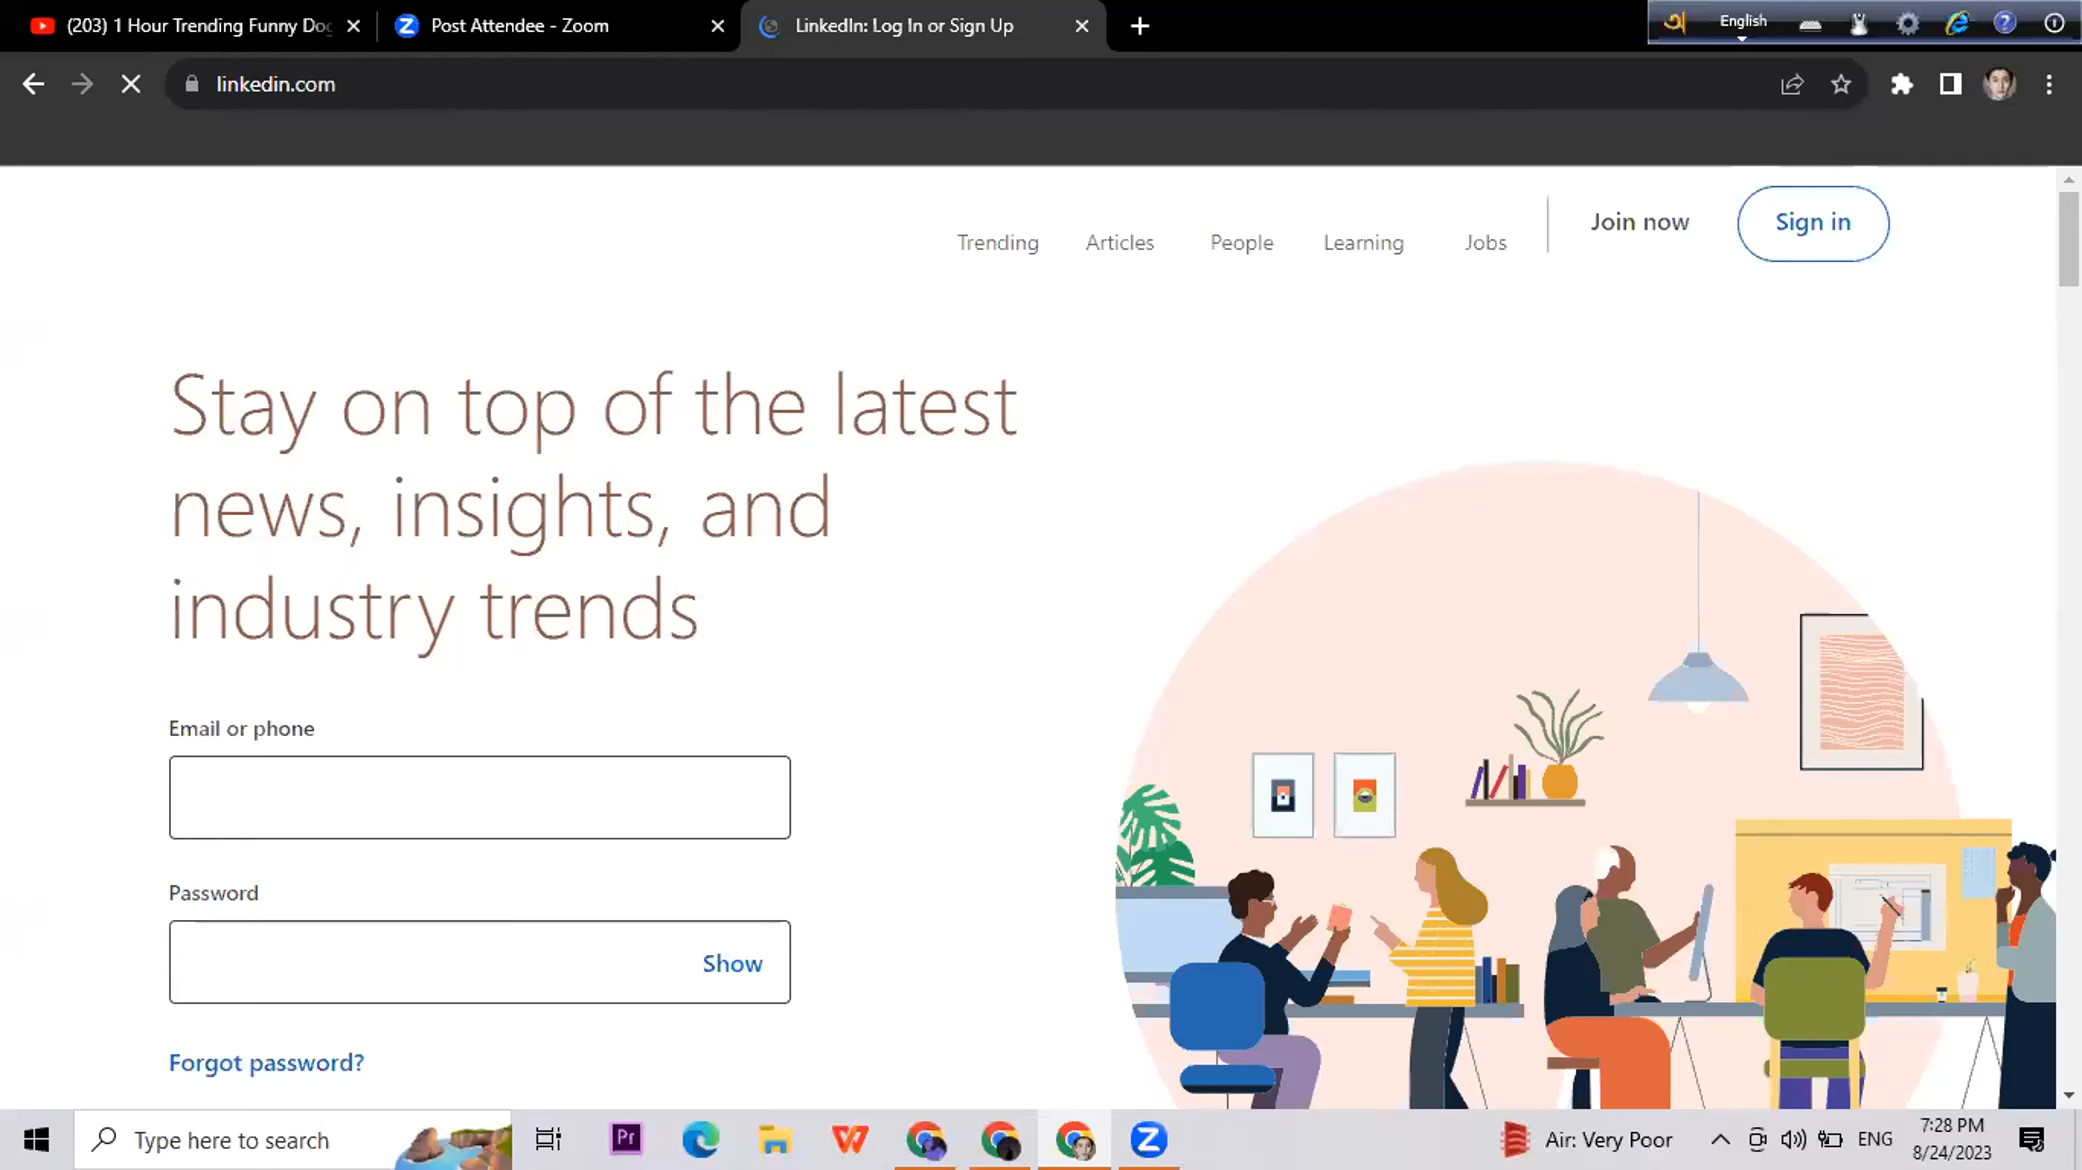 (203) 1 Hour Trending Funny Do
Post Attendee - Zoom
LinkedIn: Log In or Sign Up
English
linkedin.com
Trending
Articles
People
Learning
Jobs
Join now
Sign in
Stay on top of the latest
news, insights, and
industry trends
Email or phone
Password
Show
Forgot password?
Type here to search
Pr
Air: Very Poor
ENG
7:28 PM
8/24/2023